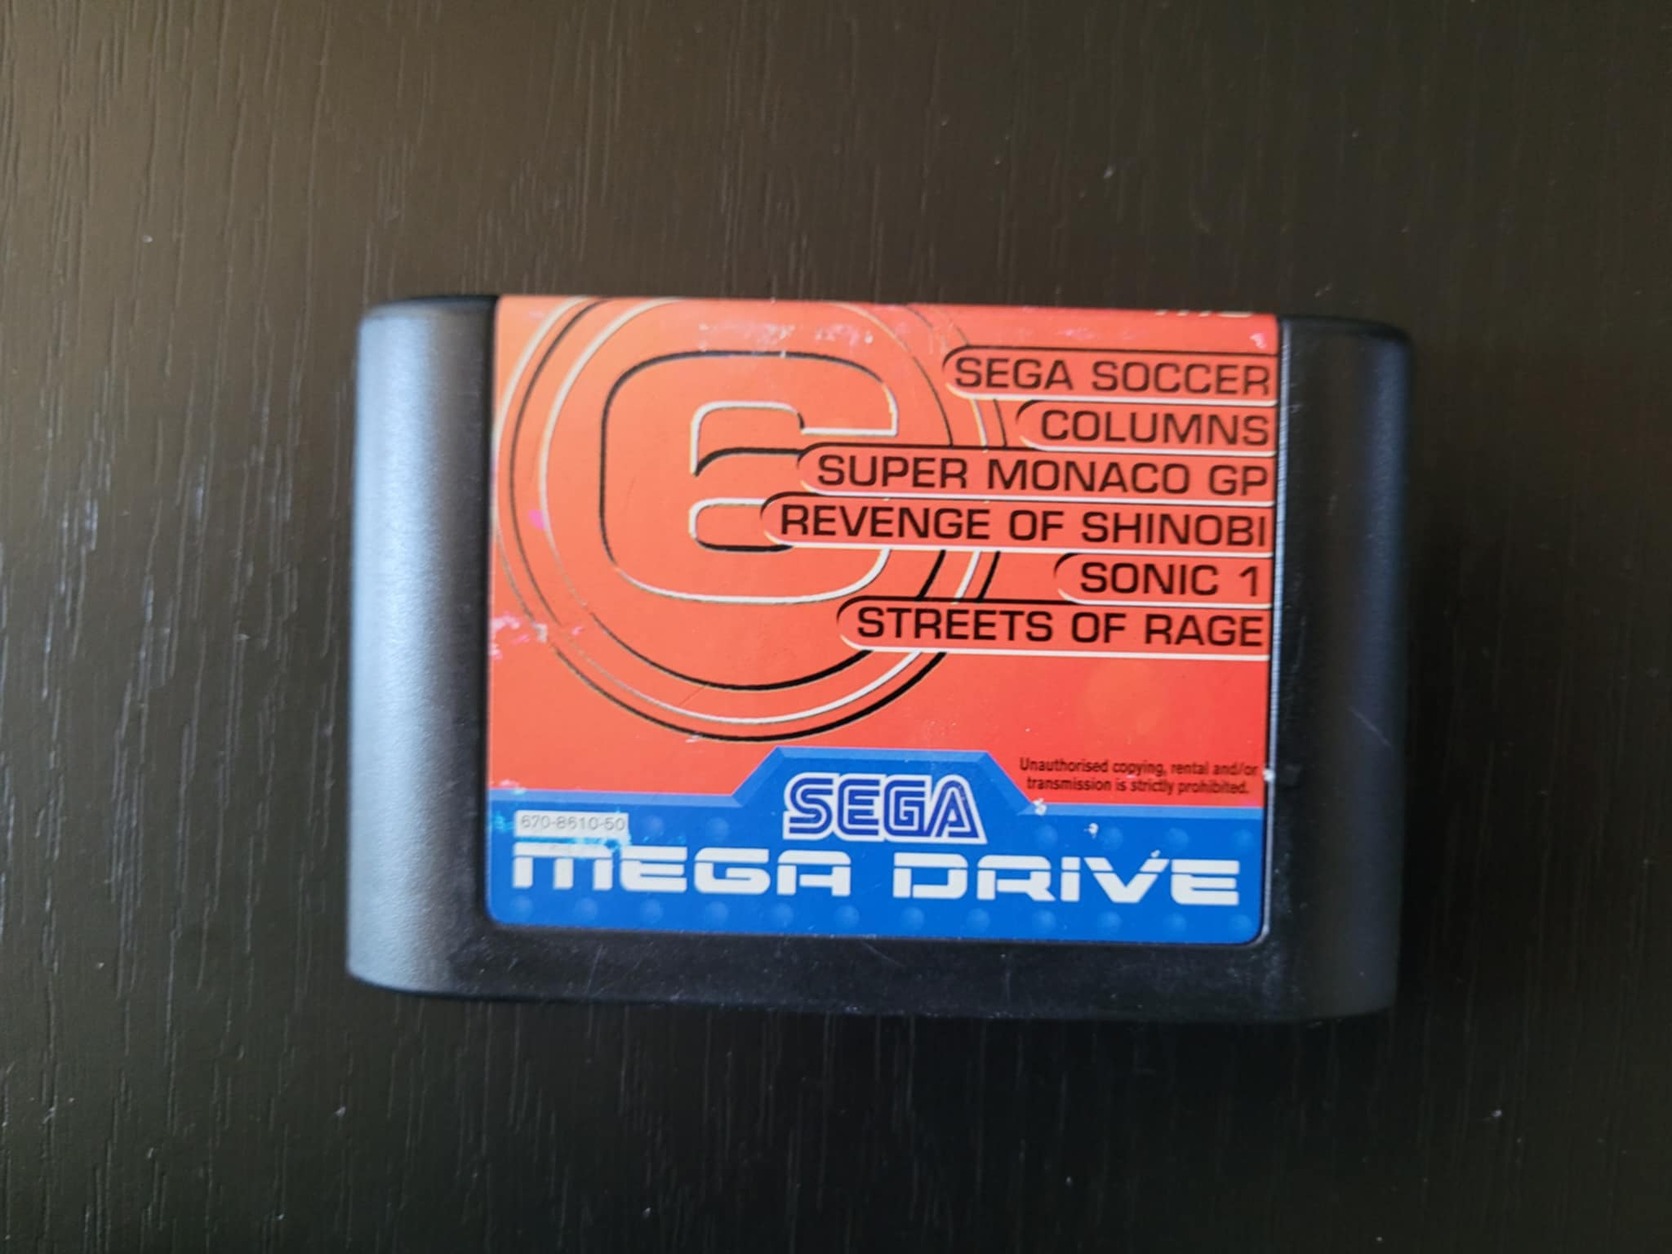 6
SEGA SOCCER
COLUMNS
SUPER MONACO GP
REVENGE OF SHINOBI
SONIC 1
STREETS OF RAGE
Unauthorised copying, rental and/or
transmission is strictly prohibited.
SEGA
670-8610-50
MEGA DRIVE